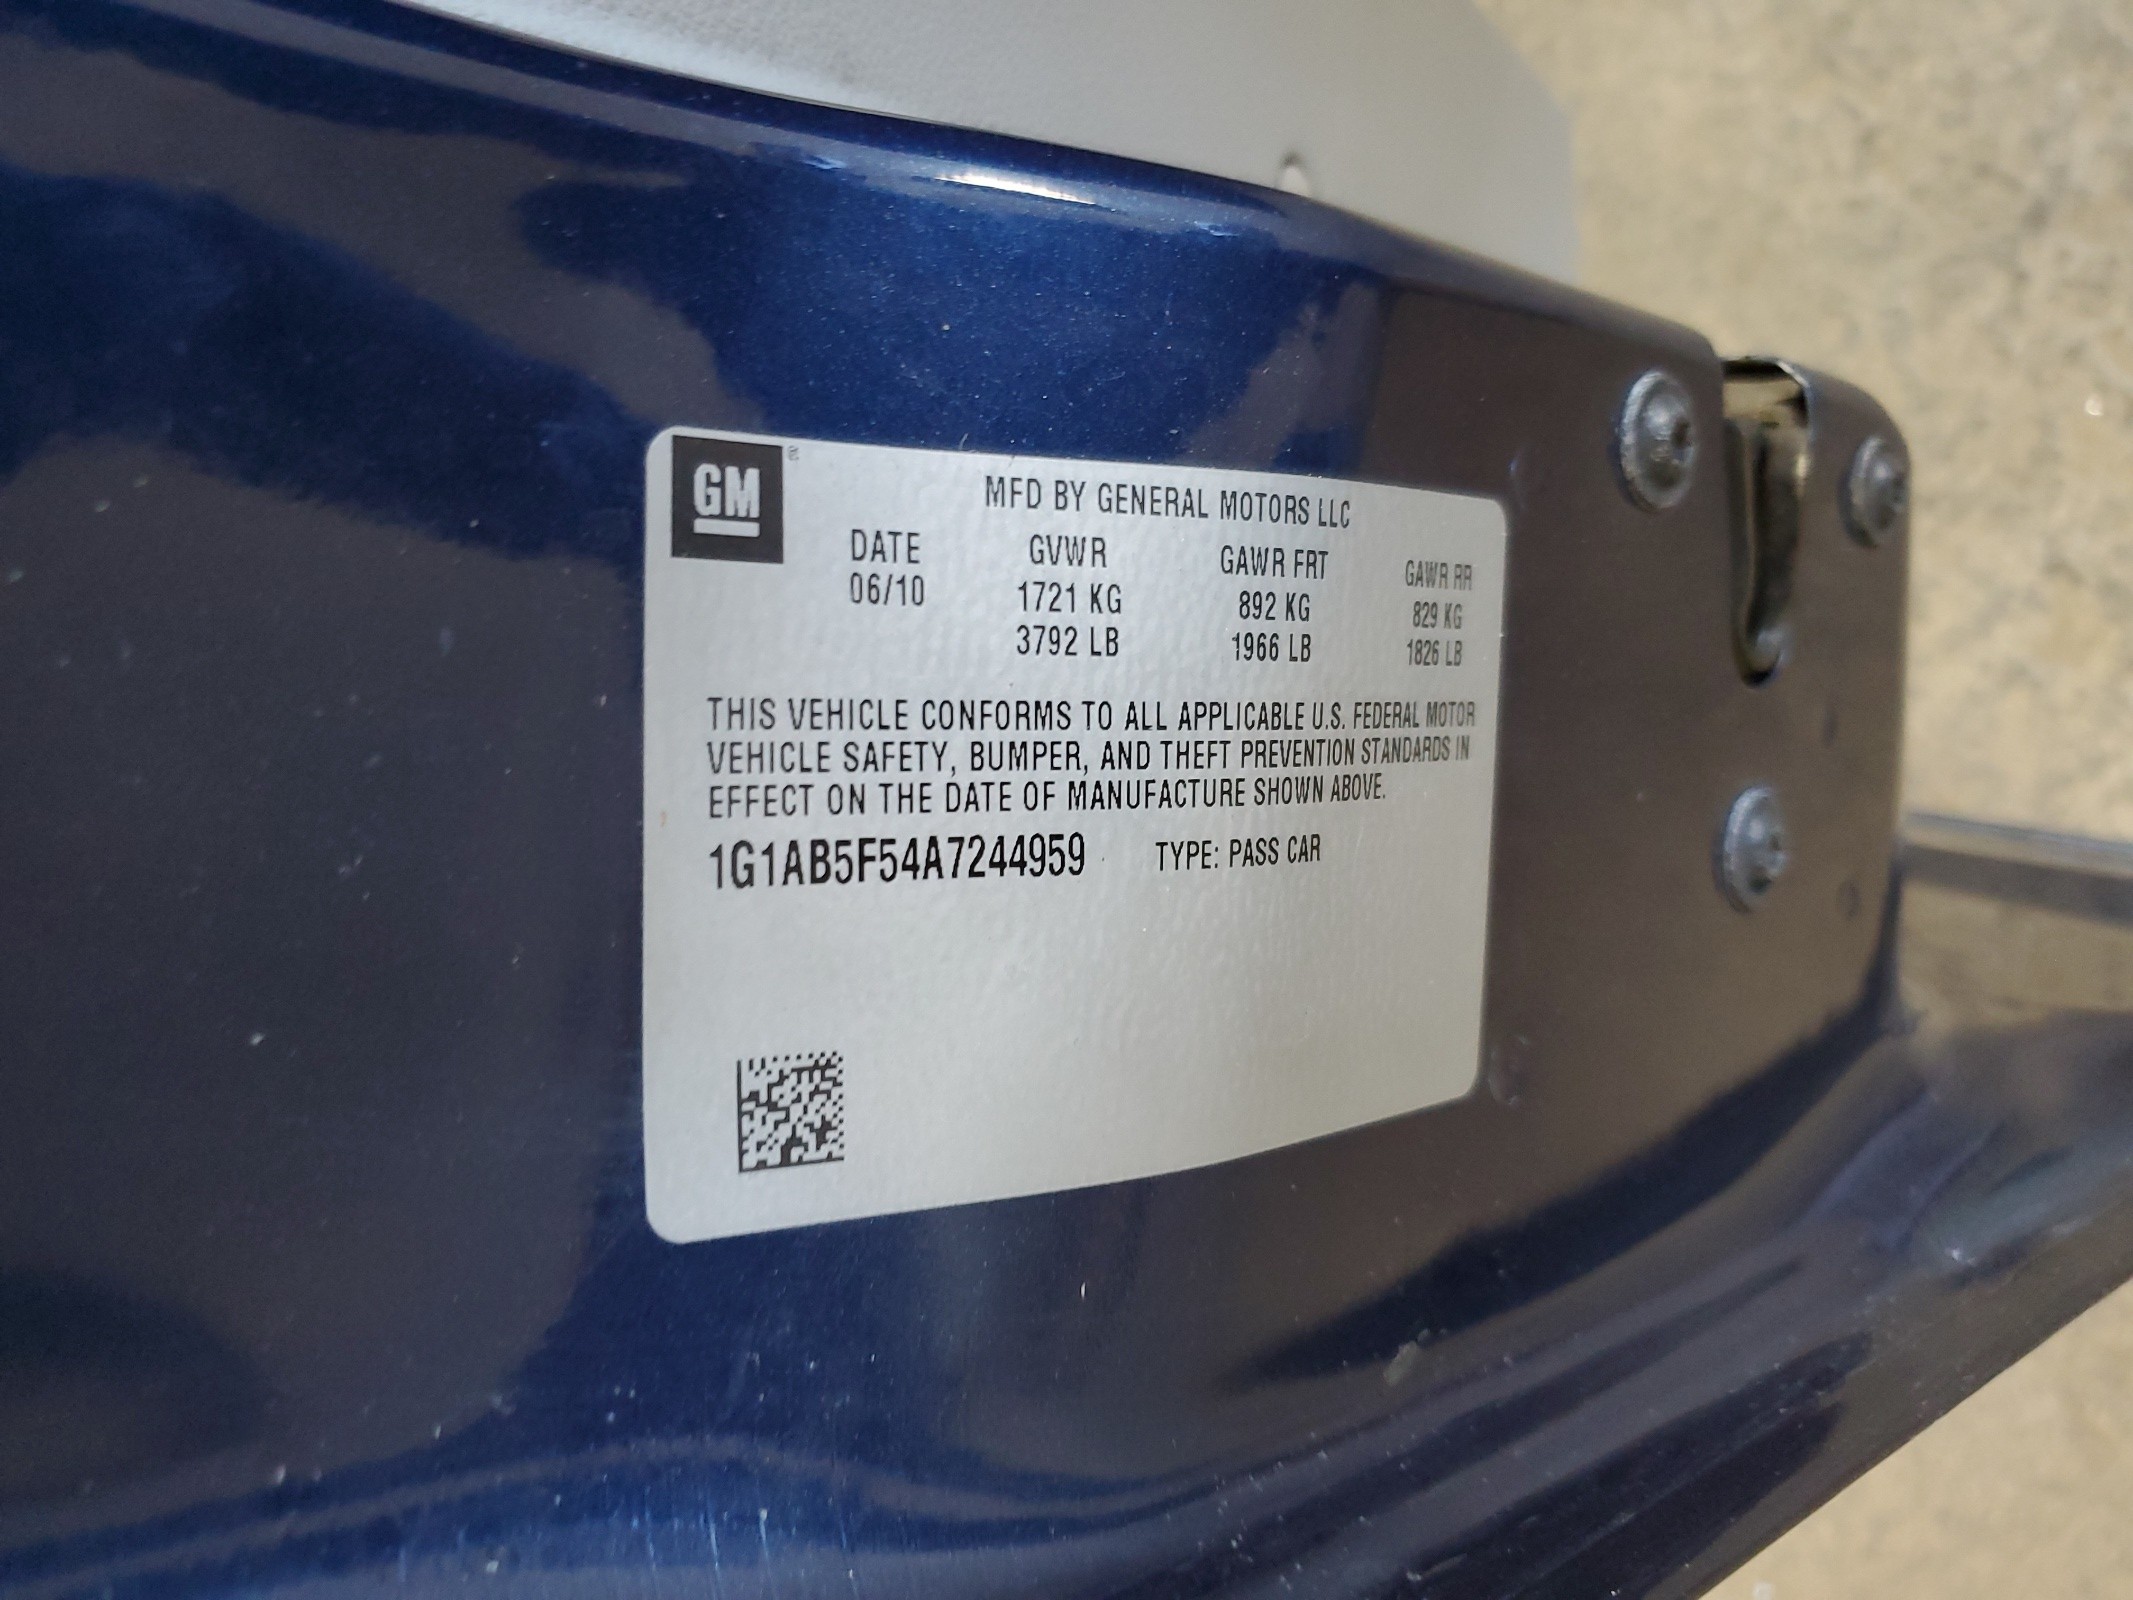 GM
MFD BY GENERAL MOTORS LLC
DATE GVWR GAWR FRT GAWR RR
06/10 1721 KG 892 KG 829 KG
3792 LB 1966 LB 1826 LB
THIS VEHICLE CONFORMS TO ALL APPLICABLE U.S. FEDERAL MOTOR
VEHICLE SAFETY, BUMPER, AND THEFT PREVENTION STANDARDS IN
EFFECT ON THE DATE OF MANUFACTURE SHOWN ABOVE.
1G1AB5F54A7244959 TYPE: PASS CAR